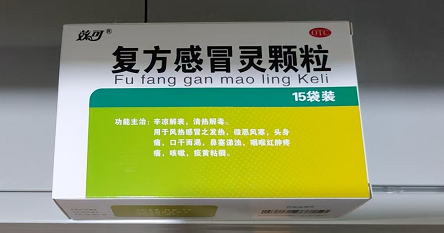 OTC
复方感冒灵颗粒
Fu fang gan mao ling Keli
15袋装
功能主治：辛凉解表，清热解毒。
用于风热感冒之发热，微恶风寒，头身
痛，口干而渴，鼻塞涕浊，咽喉红肿疼
痛，咳嗽，痰黄粘稠。